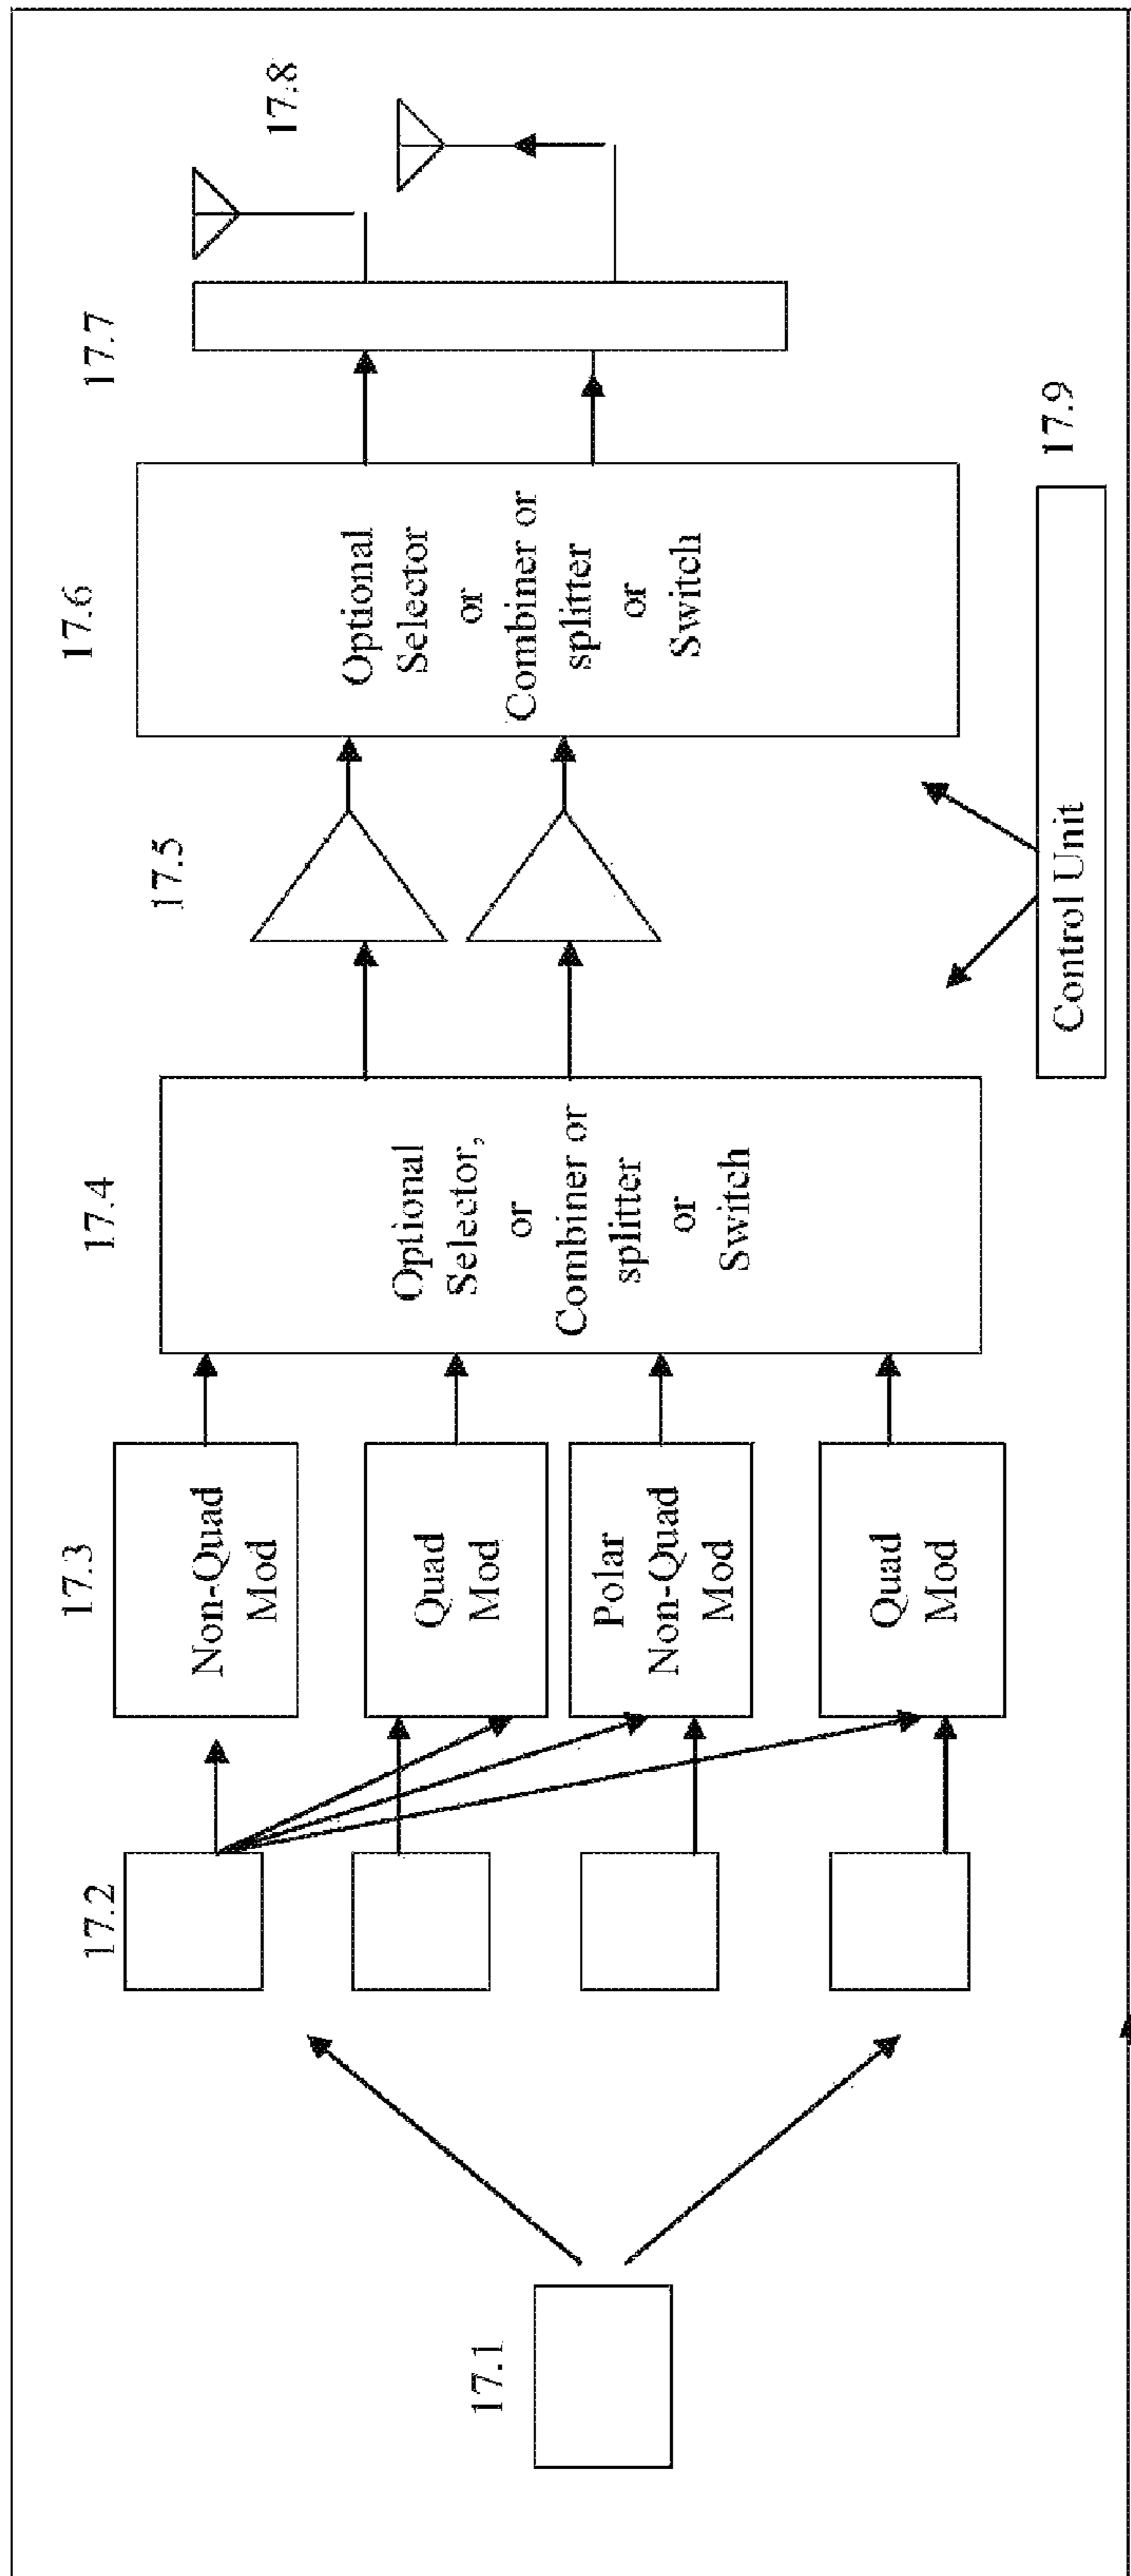 17.1
17.2
17.3
Non-Quad
Mod
Quad
Mod
Polar
Non-Quad
Mod
Quad
Mod
17.4
Optional
Selector,
or
Combiner or
splitter
or
Switch
17.5
17.6
Optional
Selector
or
Combiner or
splitter
or
Switch
17.7
17.8
Control Unit
17.9